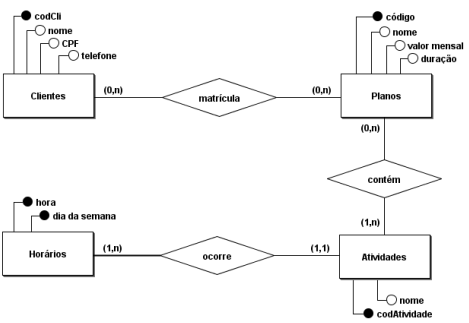 codCli
nome
CPF
telefone
Clientes
(0,n)
matrícula
(0,n)
código
nome
valor mensal
duração
Planos
(0,n)
contém
(1,n)
hora
dia da semana
Horários
(1,n)
ocorre
(1,1)
Atividades
nome
codAtividade